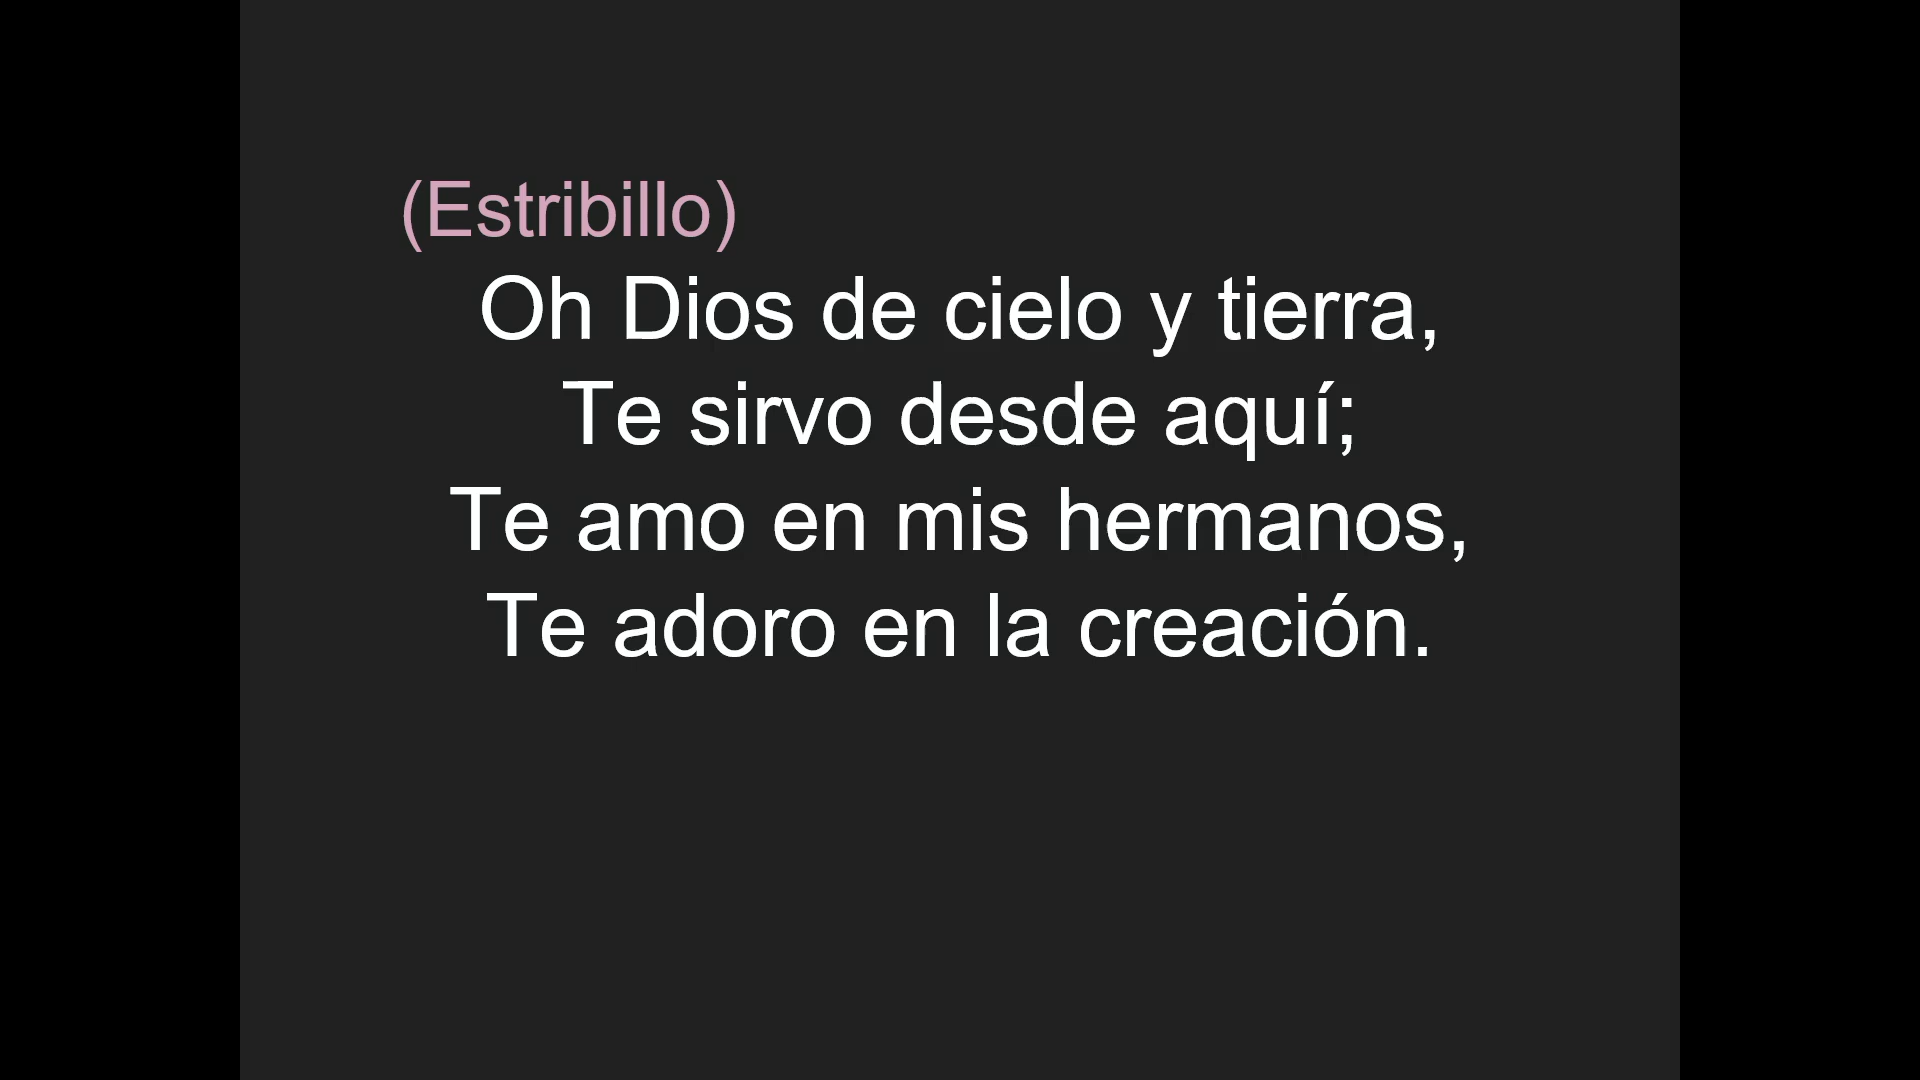 (Estribillo)
Oh Dios de cielo y tierra,
Te sirvo desde aquí;
Te amo en mis hermanos,
Te adoro en la creación.